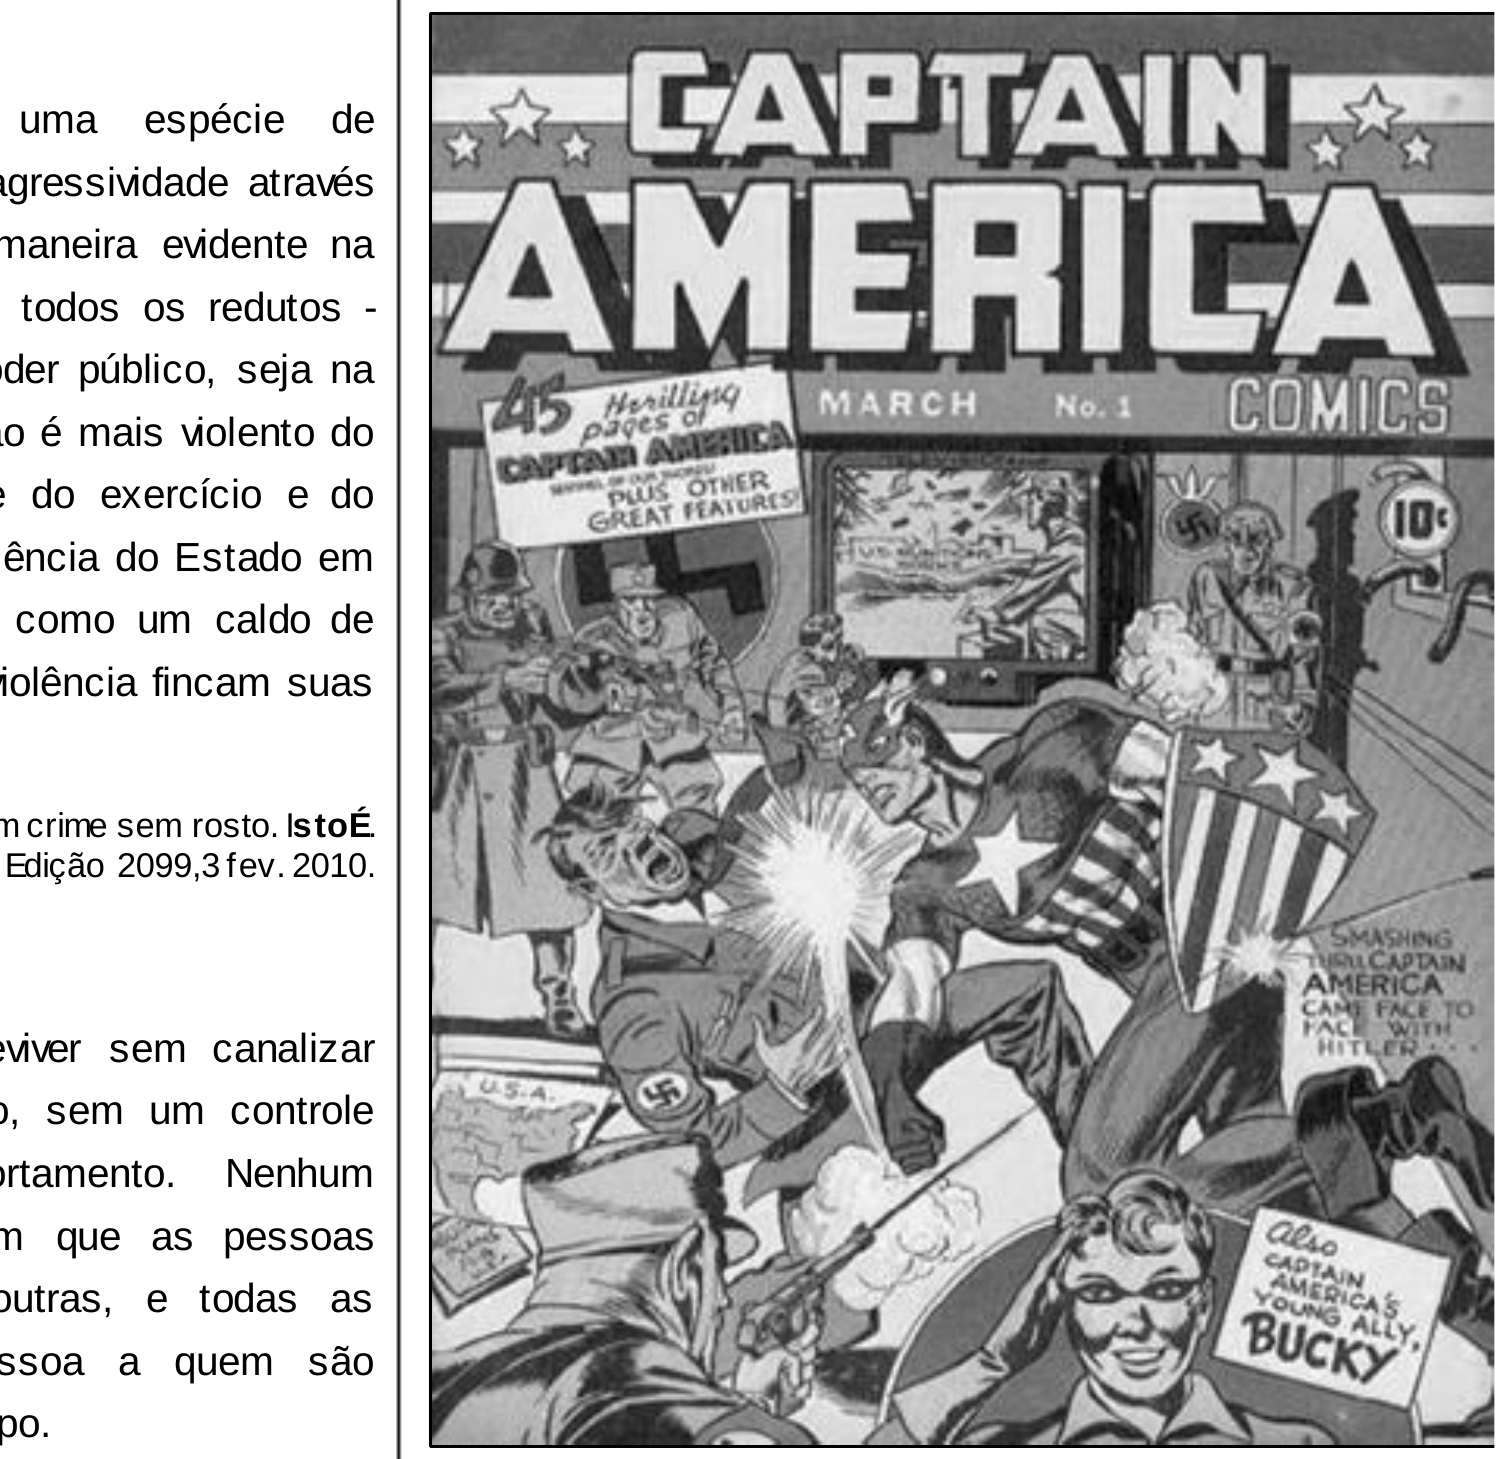 uma espécie de
agressividade através
maneira evidente na
todos os redutos -
oder público, seja na
ão é mais violento do
e do exercício e do
ência do Estado em
como um caldo de
violência fincam suas
m crime sem rosto. IstoÉ.
Edição 2099,3 fev. 2010.
eviver sem canalizar
o, sem um controle
ortamento. Nenhum
m que as pessoas
outras, e todas as
ssoa a quem são
po.
CAPTAIN
AMERICA
MARCH No. 1 COMICS
45 thrilling
pages of
CAPTAIN AMERICA
PLUS OTHER
GREAT FEATURES!
10¢
SMASHING
THRU, CAPTAIN
AMERICA
CAME FACE TO
FACE WITH
HITLER...
U.S.A.
Also
CAPTAIN
AMERICA'S
YOUNG ALLY,
BUCKY